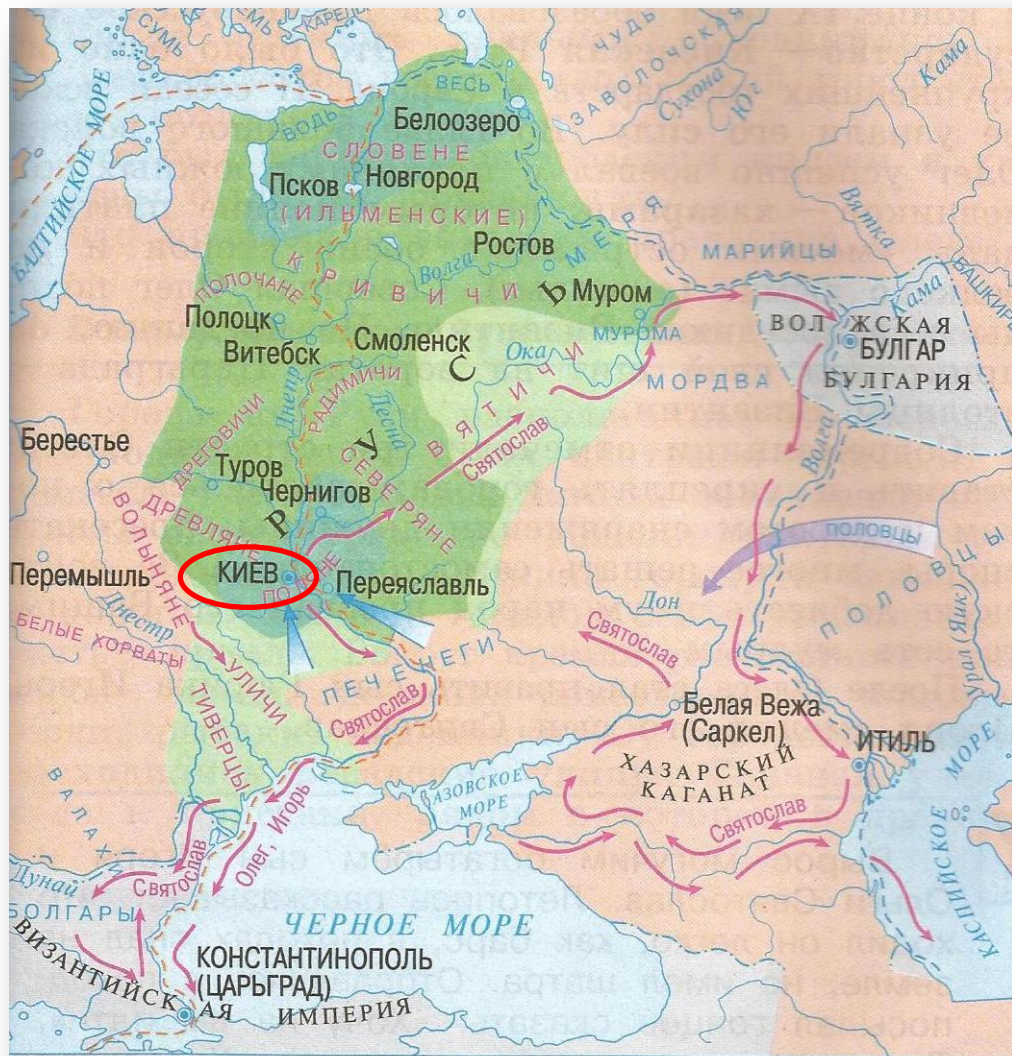 СУМЬ
КАРЕЛЫ
ЧУДЬ
ЗАВОЛОЧСКАЯ
Сухона
Юг
Кама
БАЛТИЙСКОЕ МОРЕ
ВЕСЬ
ВОДЬ
Белоозеро
СЛОВЕНЕ
Псков
Новгород
(ИЛЬМЕНСКИЕ)
Вятка
Ростов
МЕРЯ
МАРИЙЦЫ
КРИВИЧИ
Волга
ПОЛОЧАНЕ
Муром
Кама
БАШКИРЫ
Полоцк
Витебск
Смоленск
МУРОМА
ВОЛЖСКАЯ
БУЛГАР
БУЛГАРИЯ
Ока
МОРДВА
Днепр
РАДИМИЧИ
Десна
ВЯТИЧИ
РУСЬ
Святослав
Волга
Берестье
ДРЕГОВИЧИ
Туров
Чернигов
СЕВЕРЯНЕ
ДРЕВЛЯНЕ
ВОЛЫНЯНЕ
ПОЛОВЦЫ
ПОЛОВЦЫ
Перемышль
КИЕВ
ПОЛЯНЕ
Переяславль
Дон
Днестр
БЕЛЫЕ ХОРВАТЫ
УЛИЧИ
ТИВЕРЦЫ
ПЕЧЕНЕГИ
Святослав
Святослав
Урал (Яик)
Белая Вежа
(Саркел)
ИТИЛЬ
ХАЗАРСКИЙ
КАГАНАТ
АЗОВСКОЕ
МОРЕ
Святослав
КАСПИЙСКОЕ МОРЕ
ВАЛАХИ
Олег, Игорь
Дунай
Святослав
БОЛГАРЫ
ЧЕРНОЕ МОРЕ
КОНСТАНТИНОПОЛЬ
(ЦАРЬГРАД)
ВИЗАНТИЙСКАЯ ИМПЕРИЯ